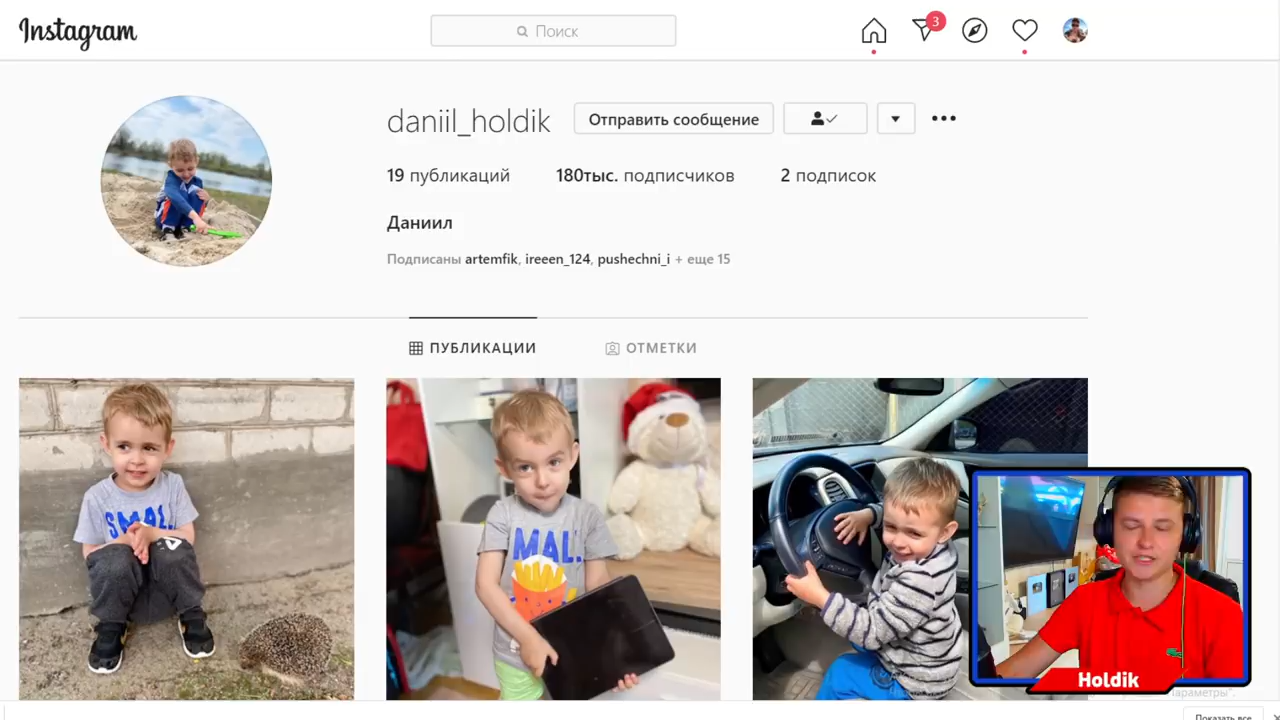 Instagram
Поиск
3
daniil_holdik
Отправить сообщение
19 публикаций
180тыс. подписчиков
2 подписок
Даниил
Подписаны artemfik, ireeen_124, pushechni_i + еще 15
ПУБЛИКАЦИИ
ОТМЕТКИ
SMAL
MAL
Holdik
параметры".
Показать все